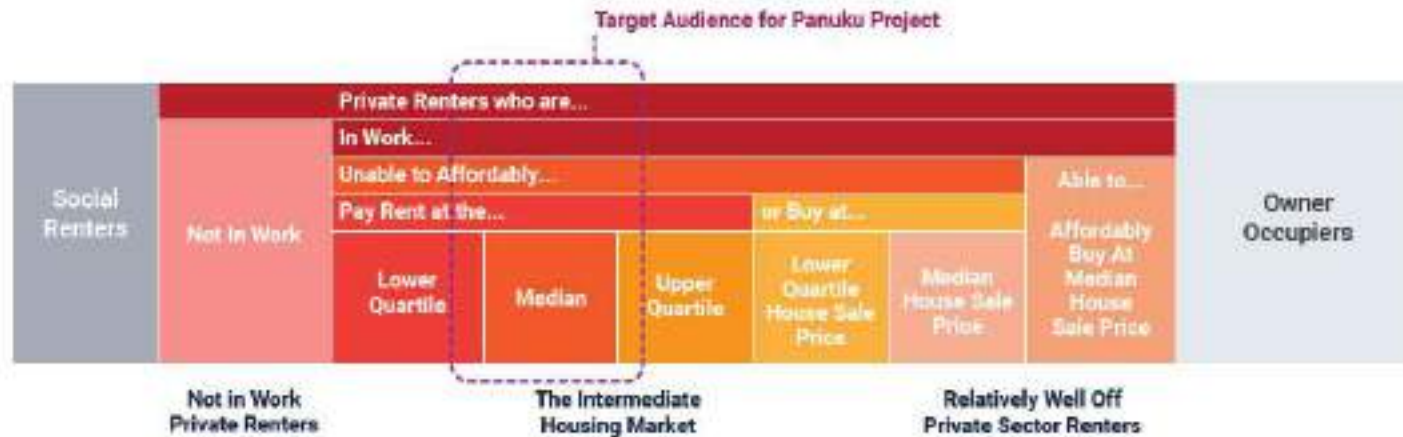 Target Audience for Panuku Project
Social
Renters
Private Renters who are...
In Work...
Not In Work
Unable to Affordably...
Pay Rent at the...
or Buy at...
Lower
Quartile
Median
Upper
Quartile
Lower
Quartile
House Sale
Price
Median
House Sale
Price
Able to...
Affordably
Buy At
Median
House
Sale Price
Owner
Occupiers
Not in Work
Private Renters
The Intermediate
Housing Market
Relatively Well Off
Private Sector Renters